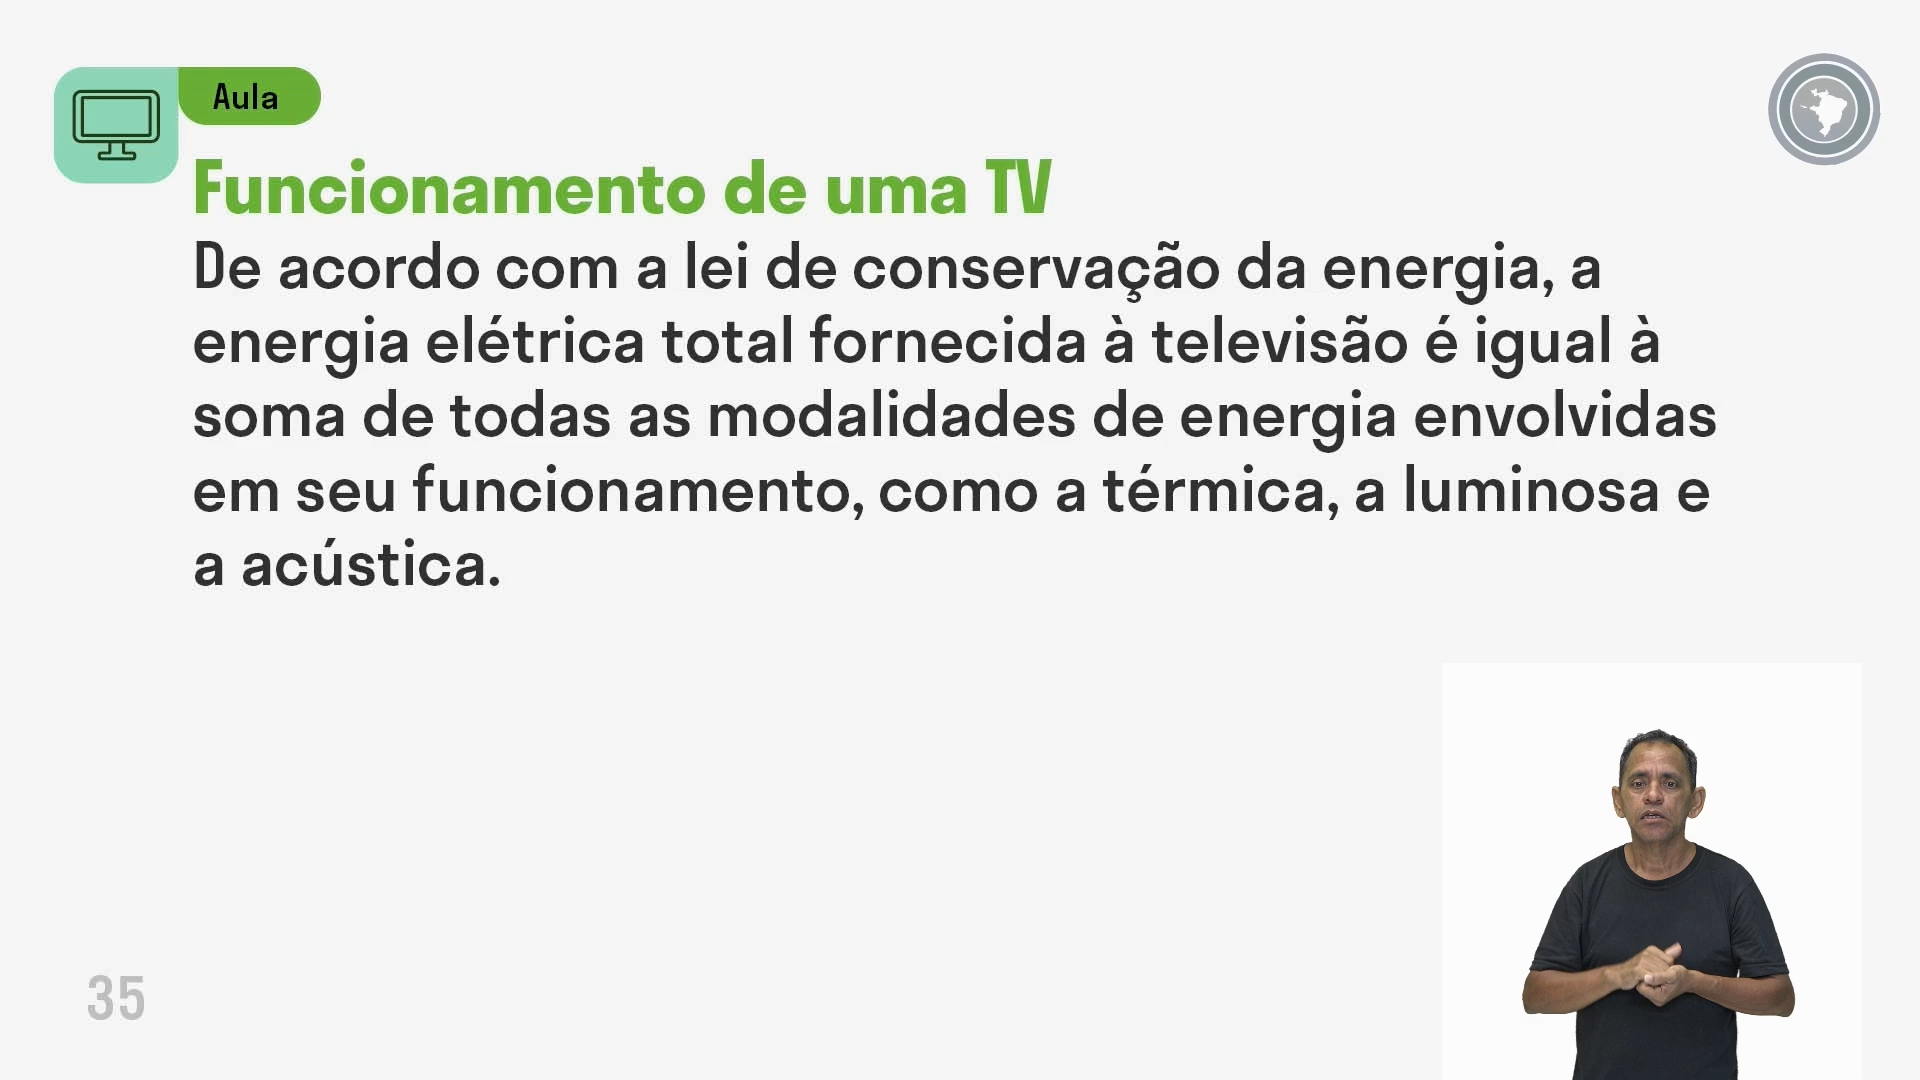 Aula
Funcionamento de uma TV
De acordo com a lei de conservação da energia, a
energia elétrica total fornecida à televisão é igual à
soma de todas as modalidades de energia envolvidas
em seu funcionamento, como a térmica, a luminosa e
a acústica.
35